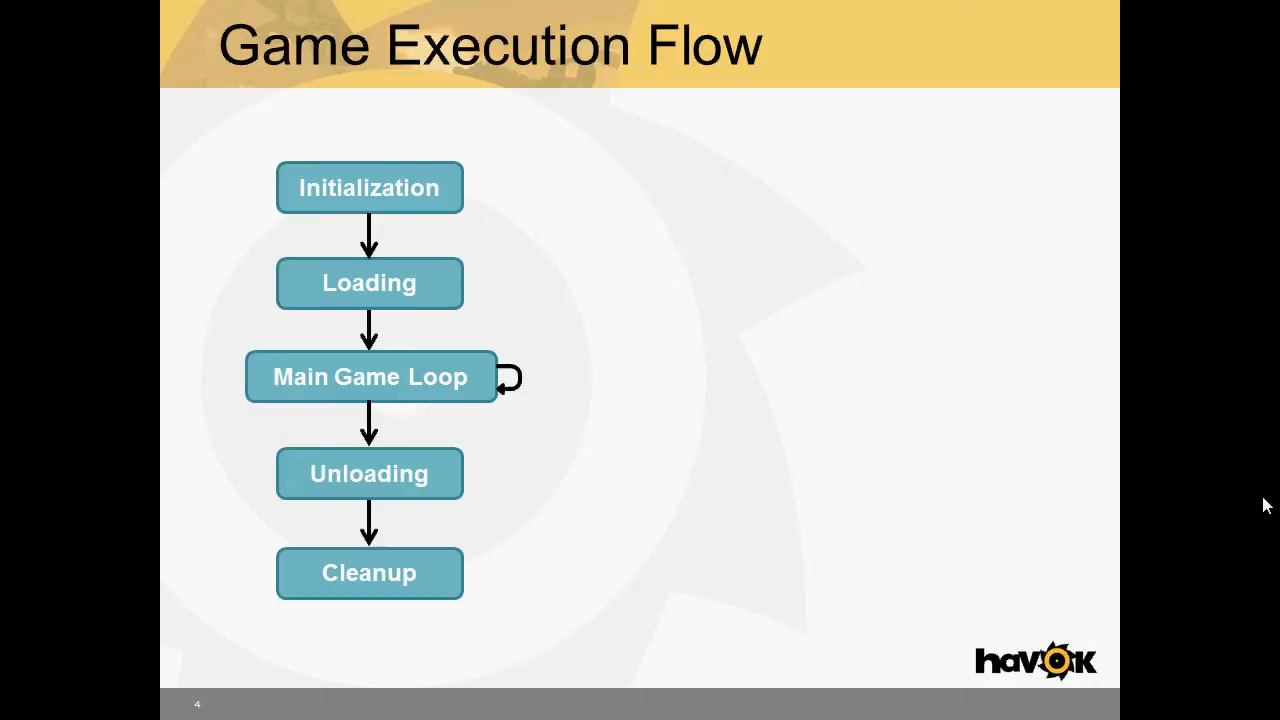 Game Execution Flow
Initialization
Loading
Main Game Loop
Unloading
Cleanup
havok
4